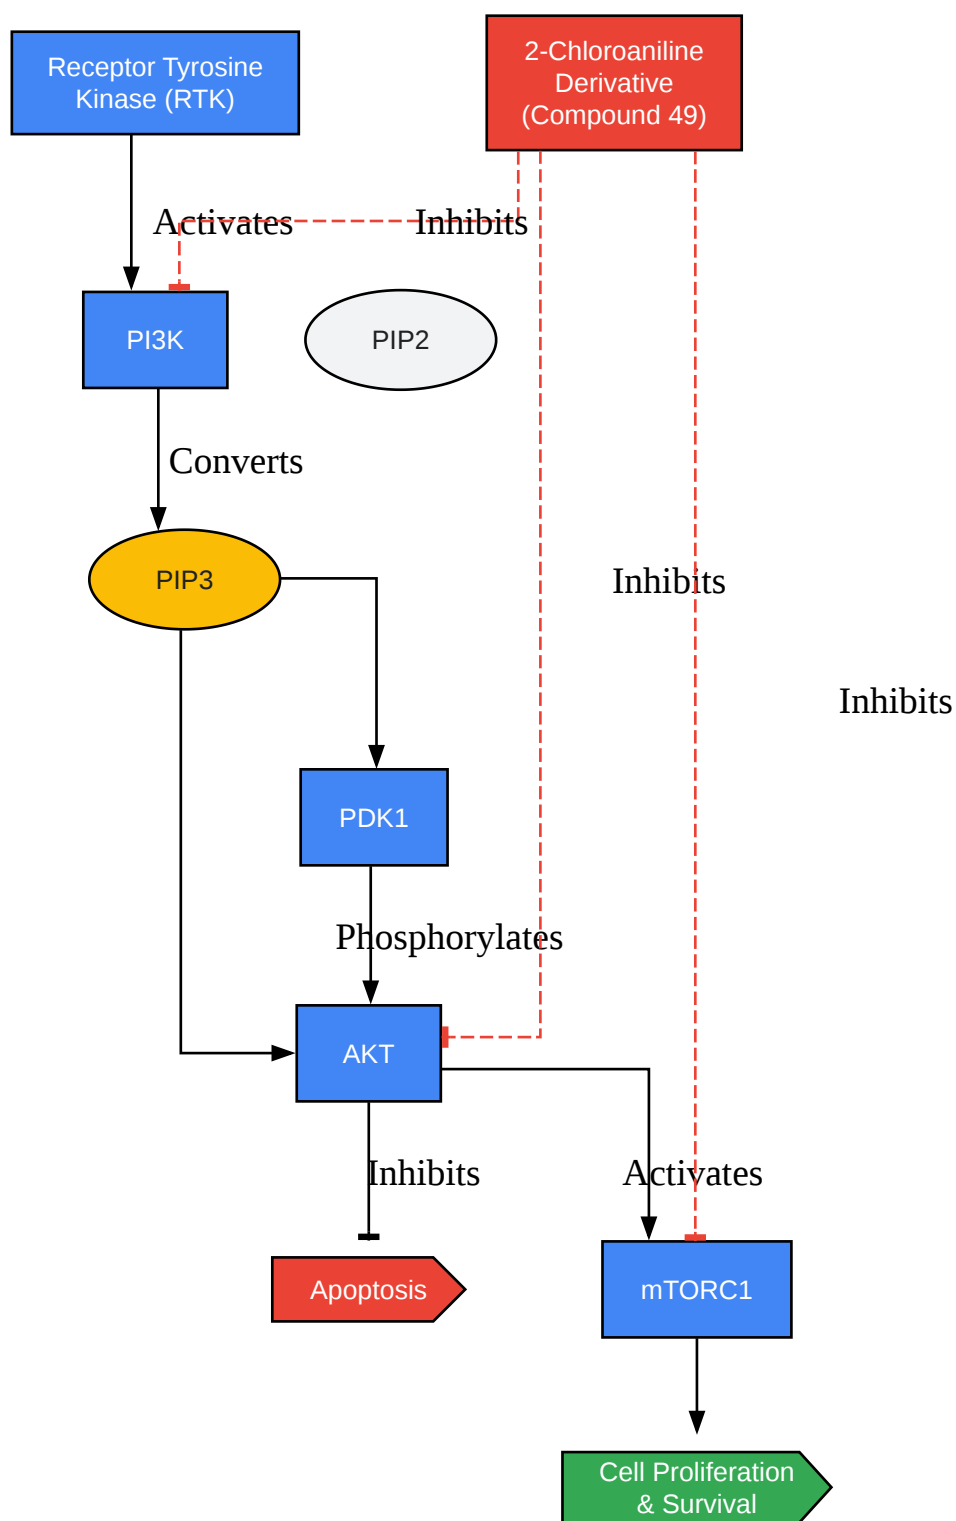 Receptor Tyrosine
Kinase (RTK)
2-Chloroaniline
Derivative
(Compound 49)
Activates
Inhibits
PI3K
PIP2
Converts
PIP3
Inhibits
Inhibits
PDK1
Phosphorylates
AKT
Inhibits
Activates
Apoptosis
mTORC1
Cell Proliferation
& Survival